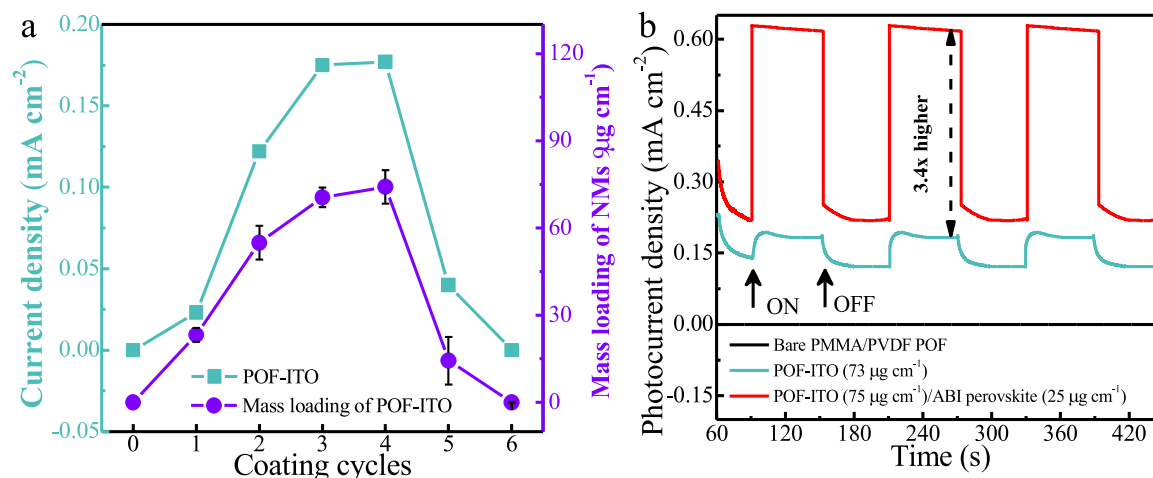 a
0.20
0.15
0.10
0.05
0.00
-0.05
Current density (mA cm⁻²)
120
90
60
30
0
Mass loading of NMs 9μg cm⁻¹)
POF-ITO
Mass loading of POF-ITO
0 1 2 3 4 5 6
Coating cycles
b
0.60
0.45
0.30
0.15
0.00
-0.15
Photocurrent density (mA cm⁻²)
3.4x higher
ON
OFF
Bare PMMA/PVDF POF
POF-ITO (73 μg cm⁻¹)
POF-ITO (75 μg cm⁻¹)/ABI perovskite (25 μg cm⁻¹)
60 120 180 240 300 360 420
Time (s)